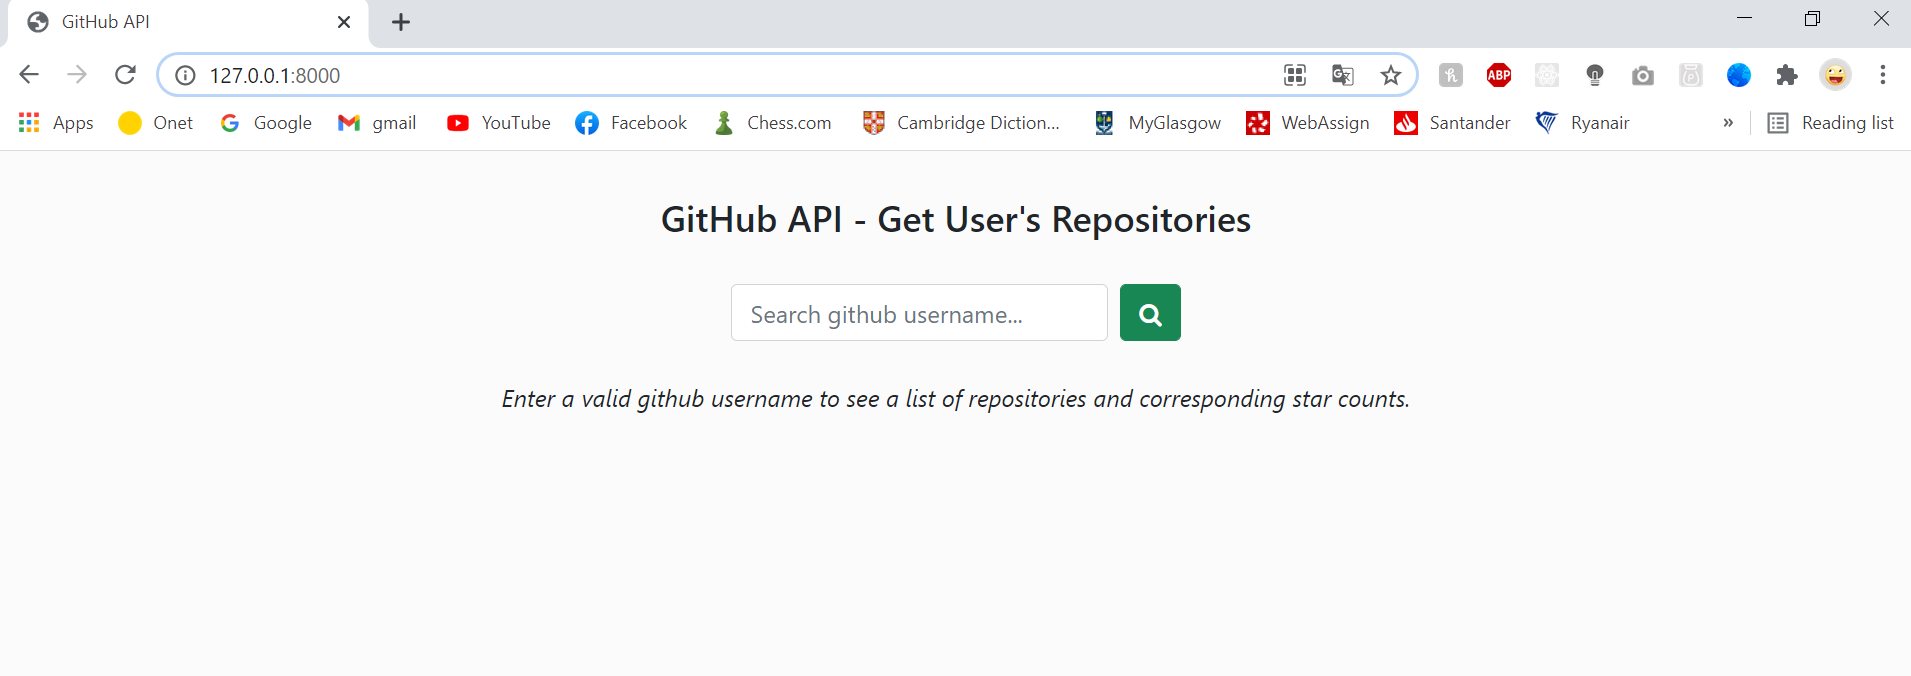 GitHub API
127.0.0.1:8000
ABP
Apps Onet Google gmail YouTube Facebook Chess.com Cambridge Diction... MyGlasgow WebAssign Santander Ryanair » Reading list
GitHub API - Get User's Repositories
Search github username...
Enter a valid github username to see a list of repositories and corresponding star counts.